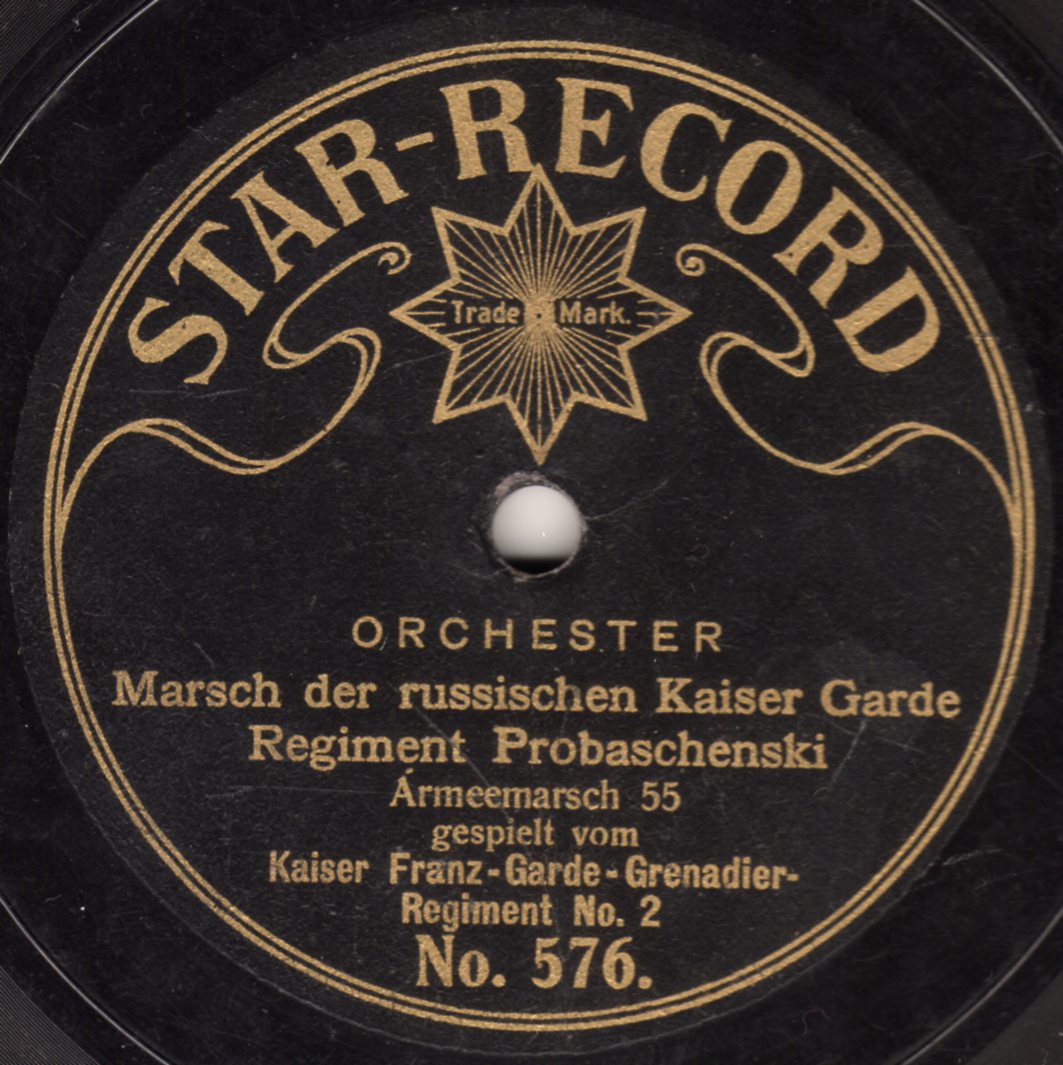 STAR-RECORD
Trade Mark.
ORCHESTER
Marsch der russischen Kaiser Garde
Regiment Probaschenski
Armeemarsch 55
gespielt vom
Kaiser Franz-Garde-Grenadier-
Regiment No. 2
No. 576.